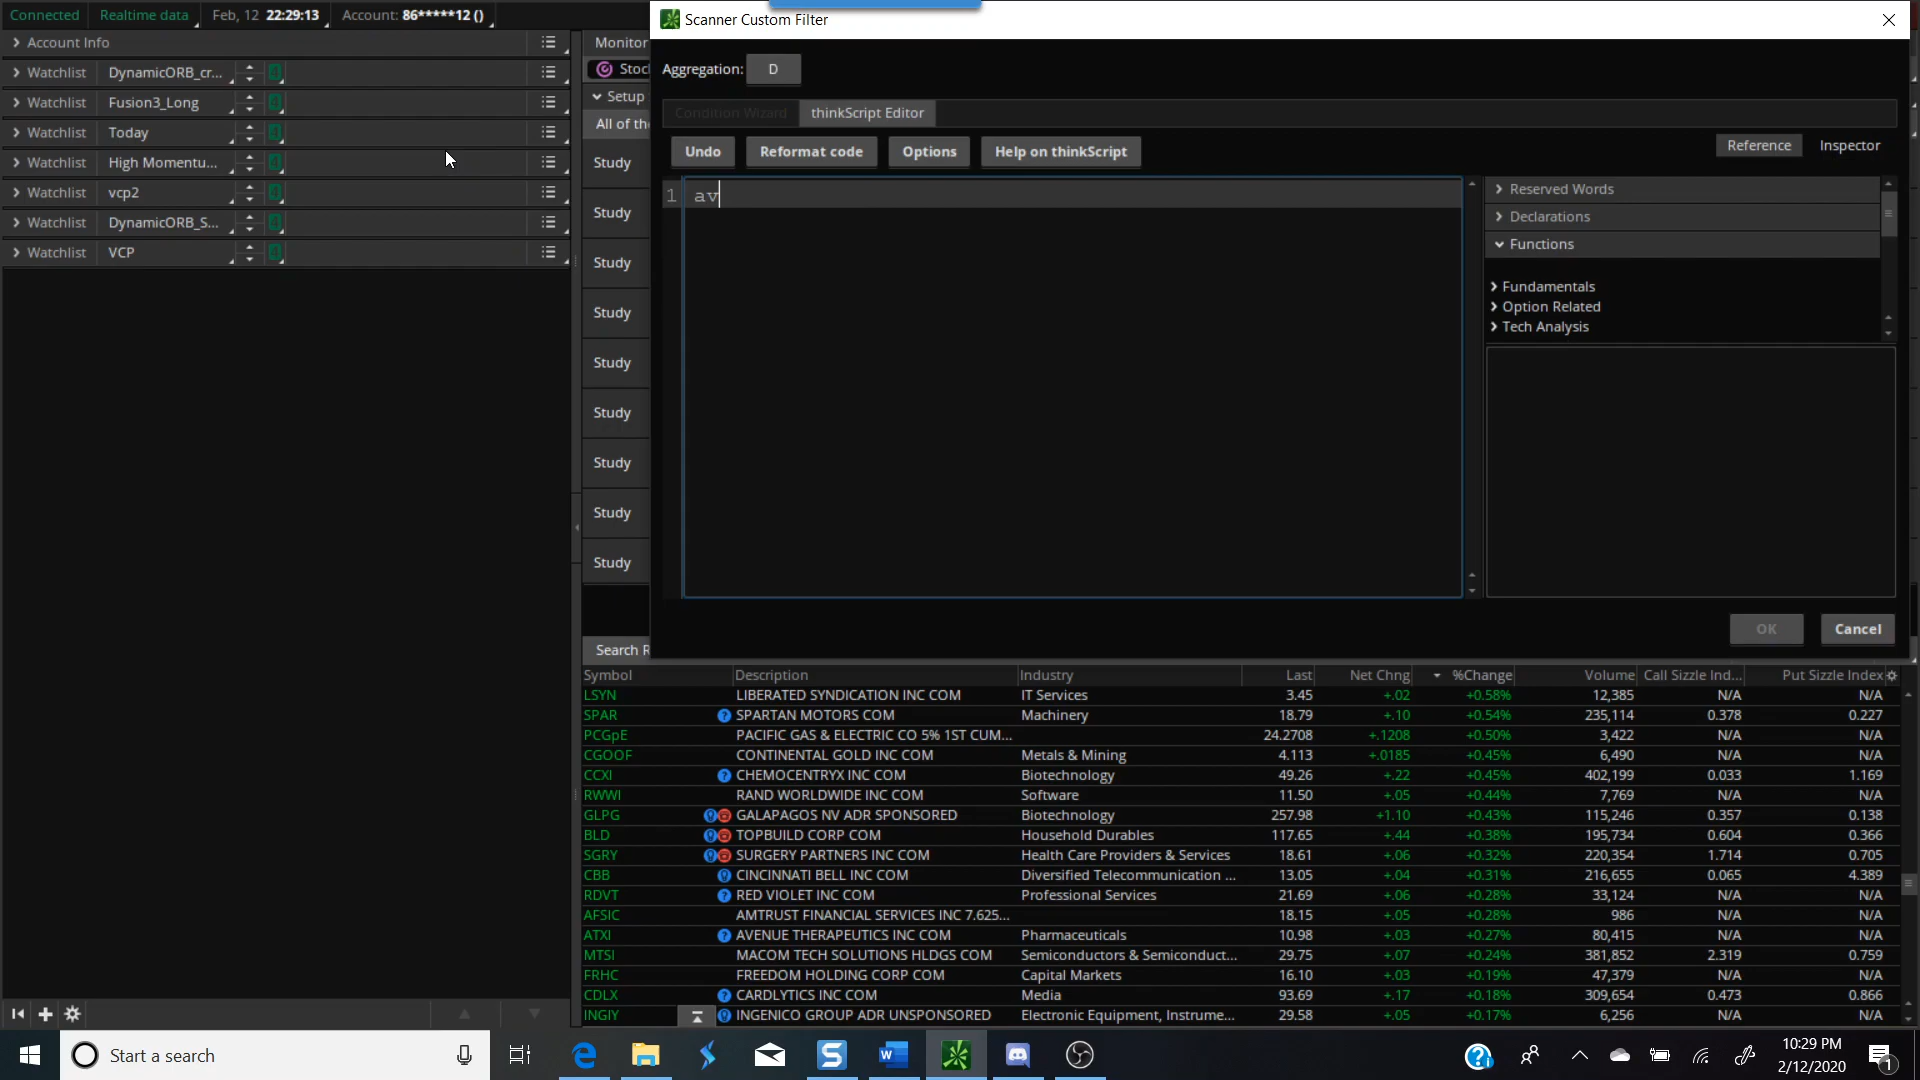 Connected Realtime data Feb, 12 22:29:13 Account: 86*****12 ()
Account Info
Watchlist DynamicORB_cr...
Watchlist Fusion3_Long
Watchlist Today
Watchlist High Momentu...
Watchlist vcp2
Watchlist DynamicORB_S...
Watchlist VCP
Monitor
Stoc
Setup
All of the
Study
Study
Study
Study
Study
Study
Study
Study
Study
Scanner Custom Filter
Aggregation: D
Condition Wizard thinkScript Editor
Undo Reformat code Options Help on thinkScript Reference Inspector
1 av
Reserved Words
Declarations
Functions
Fundamentals
Option Related
Tech Analysis
OK Cancel
Search R
Symbol Description Industry Last Net Chng %Change Volume Call Sizzle Ind... Put Sizzle Index
LSYN LIBERATED SYNDICATION INC COM IT Services 3.45 +.02 +0.58% 12,385 N/A N/A
SPAR SPARTAN MOTORS COM Machinery 18.79 +.10 +0.54% 235,114 0.378 0.227
PCGpE PACIFIC GAS & ELECTRIC CO 5% 1ST CUM... 24.2708 +.1208 +0.50% 3,422 N/A N/A
CGOOF CONTINENTAL GOLD INC COM Metals & Mining 4.113 +.0185 +0.45% 6,490 N/A N/A
CCXI CHEMOCENTRYX INC COM Biotechnology 49.26 +.22 +0.45% 402,199 0.033 1.169
RWWI RAND WORLDWIDE INC COM Software 11.50 +.05 +0.44% 7,769 N/A N/A
GLPG GALAPAGOS NV ADR SPONSORED Biotechnology 257.98 +1.10 +0.43% 115,246 0.357 0.138
BLD TOPBUILD CORP COM Household Durables 117.65 +.44 +0.38% 195,734 0.604 0.366
SGRY SURGERY PARTNERS INC COM Health Care Providers & Services 18.61 +.06 +0.32% 220,354 1.714 0.705
CBB CINCINNATI BELL INC COM Diversified Telecommunication ... 13.05 +.04 +0.31% 216,655 0.065 4.389
RDVT RED VIOLET INC COM Professional Services 21.69 +.06 +0.28% 33,124 N/A N/A
AFSIC AMTRUST FINANCIAL SERVICES INC 7.625... 18.15 +.05 +0.28% 986 N/A N/A
ATXI AVENUE THERAPEUTICS INC COM Pharmaceuticals 10.98 +.03 +0.27% 80,415 N/A N/A
MTSI MACOM TECH SOLUTIONS HLDGS COM Semiconductors & Semiconduct... 29.75 +.07 +0.24% 381,852 2.319 0.759
FRHC FREEDOM HOLDING CORP COM Capital Markets 16.10 +.03 +0.19% 47,379 N/A N/A
CDLX CARDLYTICS INC COM Media 93.69 +.17 +0.18% 309,654 0.473 0.866
INGIY INGENICO GROUP ADR UNSPONSORED Electronic Equipment, Instrume... 29.58 +.05 +0.17% 6,256 N/A N/A
Start a search
10:29 PM
2/12/2020
1